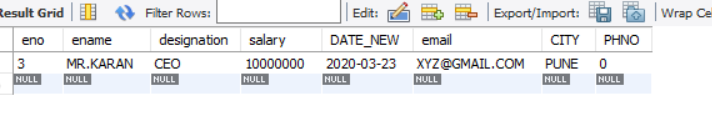 Result Grid Filter Rows: Edit: Export/Import: Wrap Ce
eno ename designation salary DATE_NEW email CITY PHNO
3 MR.KARAN CEO 10000000 2020-03-23 XYZ@GMAIL.COM PUNE 0
NULL NULL NULL NULL NULL NULL NULL NULL